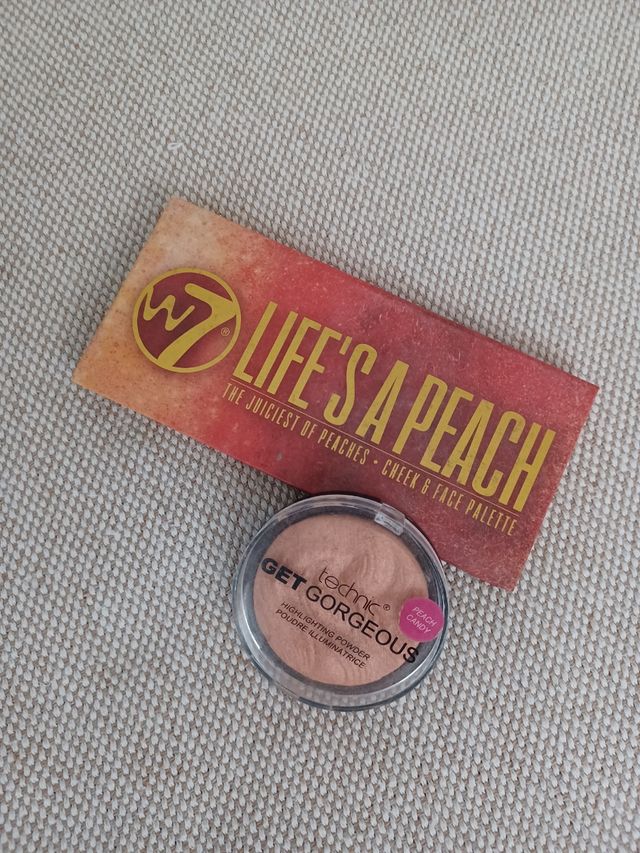 W7®
LIFE'S A PEACH
THE JUICIEST OF PEACHES • CHEEK & FACE PALETTE
technic®
GET GORGEOUS
HIGHLIGHTING POWDER
POUDRE ILLUMINATRICE
PEACH
CANDY